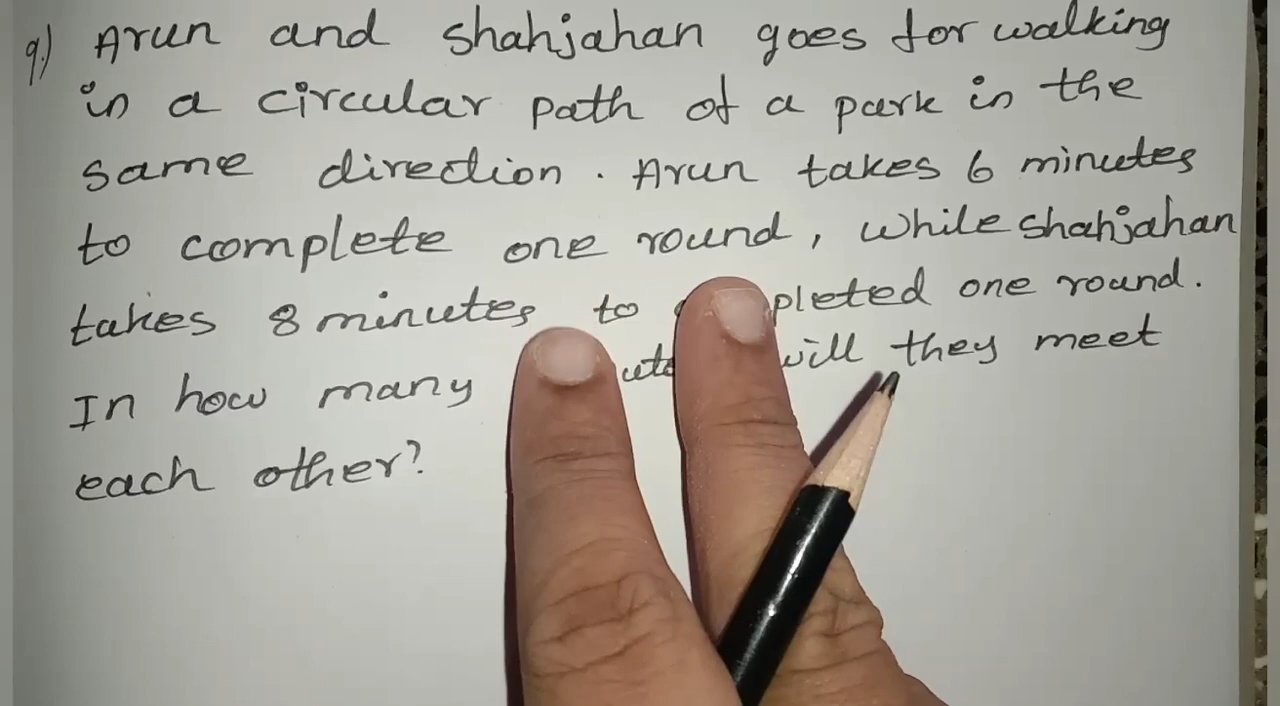 9.) Arun and Shahjahan goes for walking
in a circular path of a park in the
same direction. Arun takes 6 minutes
to complete one round, while Shahjahan
takes 8 minutes to pleted one round.
In how many will they meet
each other?